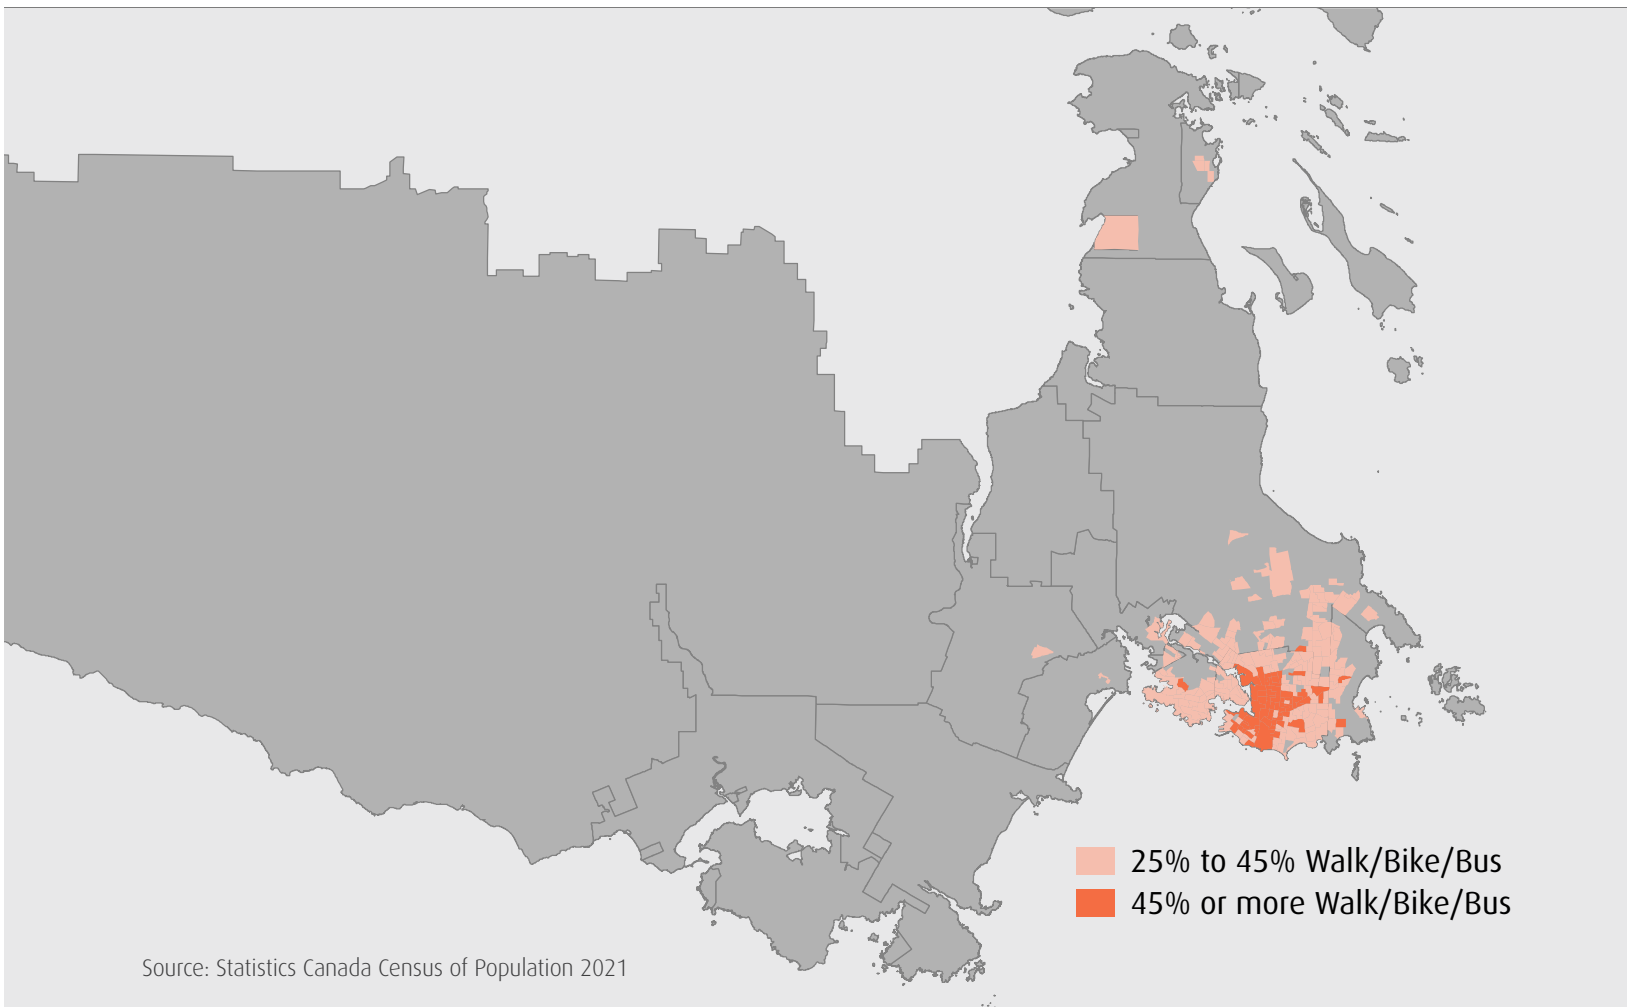 25% to 45% Walk/Bike/Bus
45% or more Walk/Bike/Bus
Source: Statistics Canada Census of Population 2021